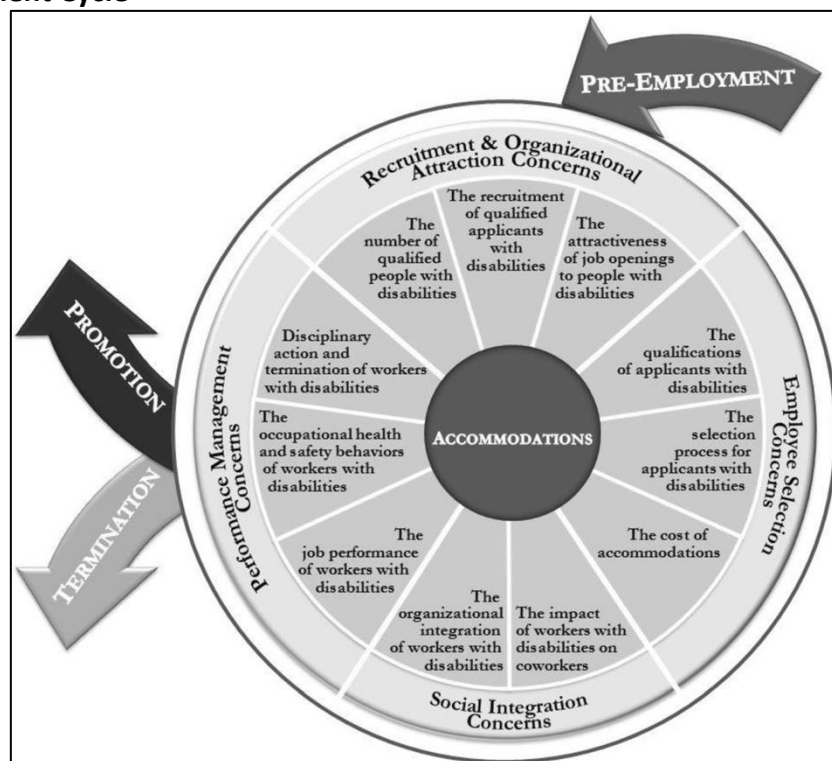 PRE-EMPLOYMENT
Recruitment & Organizational
Attraction Concerns
The
number of
qualified
people with
disabilities
The recruitment
of qualified
applicants
with
disabilities
The
attractiveness
of job openings
to people with
disabilities
The
qualifications
of applicants
with
disabilities
The
selection
process for
applicants with
disabilities
The cost of
accommodations
Employee Selection
Concerns
The impact
of workers with
disabilities on
coworkers
The
organizational
integration
of workers with
disabilities
Social Integration
Concerns
The
job performance
of workers with
disabilities
The
occupational health
and safety behaviors
of workers with
disabilities
Disciplinary
action and
termination of workers
with disabilities
Performance Management
Concerns
ACCOMMODATIONS
PROMOTION
TERMINATION